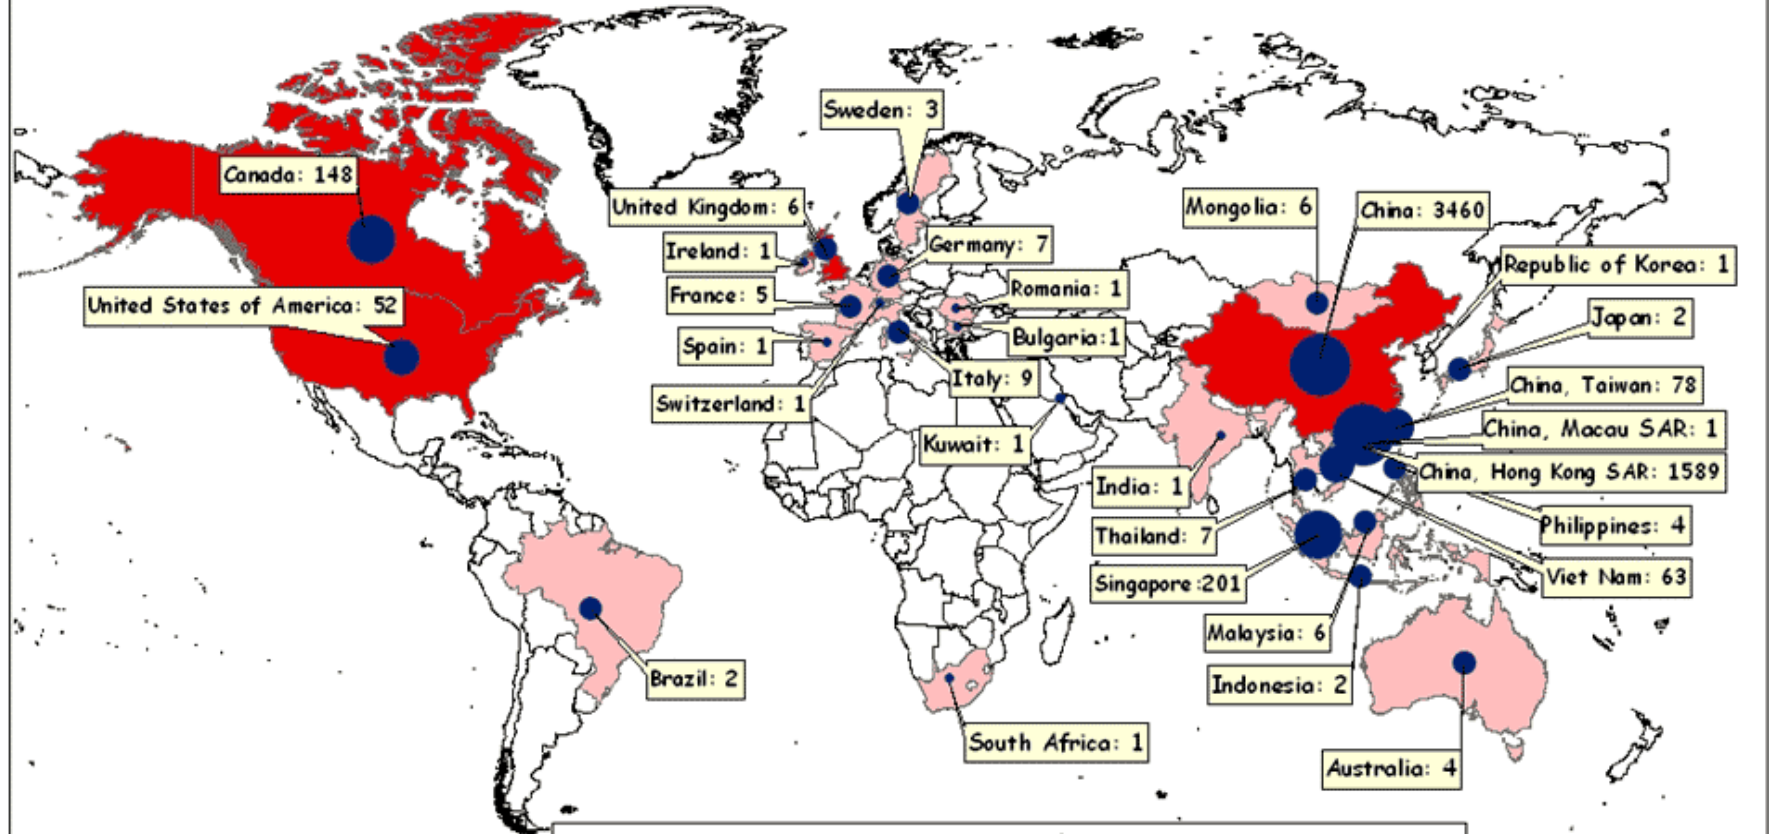 Sweden: 3
Canada: 148
United Kingdom: 6
Mongolia: 6
China: 3460
Ireland: 1
Germany: 7
Republic of Korea: 1
France: 5
Romania: 1
United States of America: 52
Japan: 2
Spain: 1
Bulgaria:1
Italy: 9
China, Taiwan: 78
Switzerland: 1
China, Macau SAR: 1
Kuwait: 1
China, Hong Kong SAR: 1589
India: 1
Philippines: 4
Thailand: 7
Viet Nam: 63
Singapore:201
Malaysia: 6
Brazil: 2
Indonesia: 2
South Africa: 1
Australia: 4